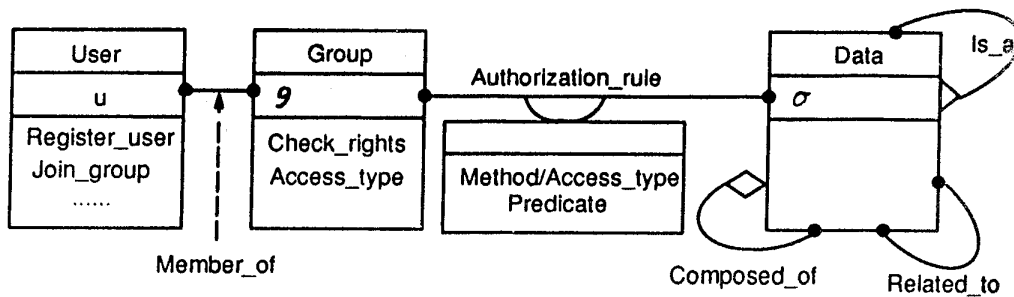 User
u
Register_user
Join_group
......
Member_of
Group
g
Check_rights
Access_type
Authorization_rule
Method/Access_type
Predicate
Data
σ
Is_a
Composed_of
Related_to